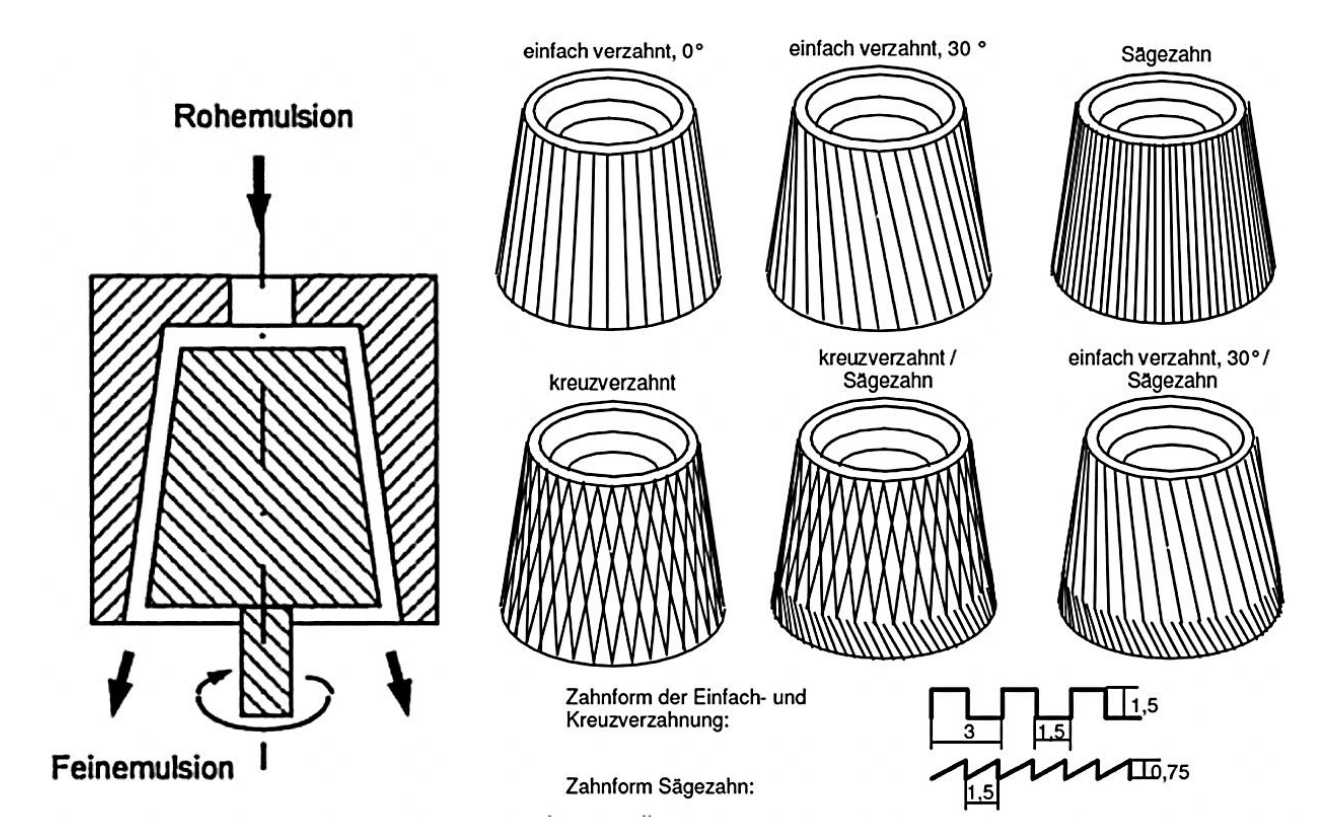 Rohemulsion
Feinemulsion
einfach verzahnt, 0°
einfach verzahnt, 30 °
Sägezahn
kreuzverzahnt
kreuzverzahnt /
Sägezahn
einfach verzahnt, 30°/
Sägezahn
Zahnform der Einfach- und
Kreuzverzahnung:
1,5
3
1,5
Zahnform Sägezahn:
0,75
1,5